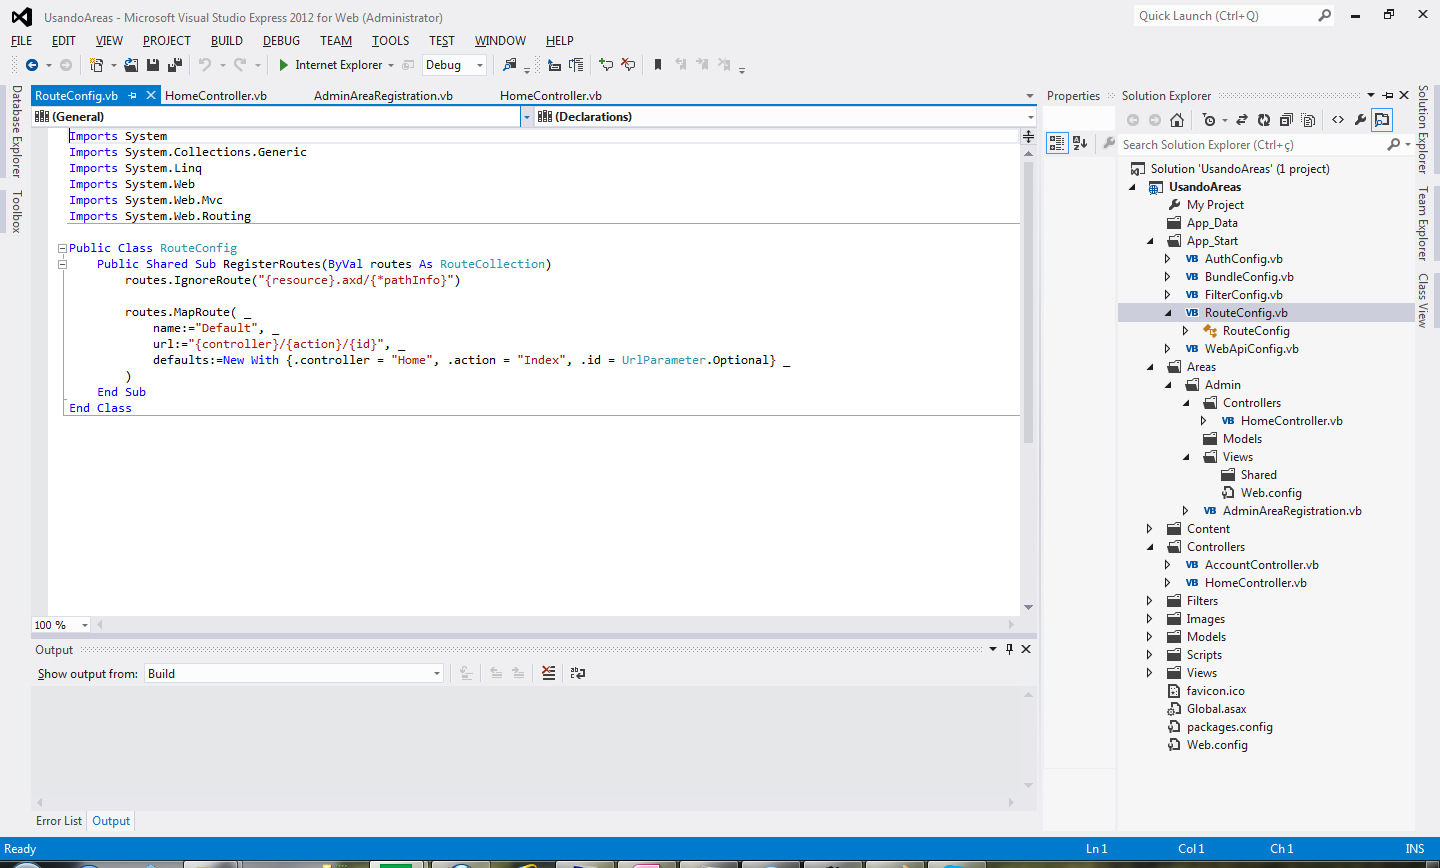 UsandoAreas - Microsoft Visual Studio Express 2012 for Web (Administrator)
Quick Launch (Ctrl+Q)
FILE EDIT VIEW PROJECT BUILD DEBUG TEAM TOOLS TEST WINDOW HELP
Internet Explorer Debug
Database Explorer
Toolbox
RouteConfig.vb HomeController.vb AdminAreaRegistration.vb HomeController.vb
(General) (Declarations)
Imports System
Imports System.Collections.Generic
Imports System.Linq
Imports System.Web
Imports System.Web.Mvc
Imports System.Web.Routing
Public Class RouteConfig
Public Shared Sub RegisterRoutes(ByVal routes As RouteCollection)
routes.IgnoreRoute("{resource}.axd/{*pathInfo}")
routes.MapRoute( _
name:="Default", _
url:="{controller}/{action}/{id}", _
defaults:=New With {.controller = "Home", .action = "Index", .id = UrlParameter.Optional} _
)
End Sub
End Class
100 %
Output
Show output from: Build
Error List Output
Properties
Solution Explorer
Search Solution Explorer (Ctrl+ç)
Solution 'UsandoAreas' (1 project)
UsandoAreas
My Project
App_Data
App_Start
VB AuthConfig.vb
VB BundleConfig.vb
VB FilterConfig.vb
VB RouteConfig.vb
RouteConfig
VB WebApiConfig.vb
Areas
Admin
Controllers
VB HomeController.vb
Models
Views
Shared
Web.config
VB AdminAreaRegistration.vb
Content
Controllers
VB AccountController.vb
VB HomeController.vb
Filters
Images
Models
Scripts
Views
favicon.ico
Global.asax
packages.config
Web.config
Solution Explorer
Team Explorer
Class View
Ready Ln 1 Col 1 Ch 1 INS